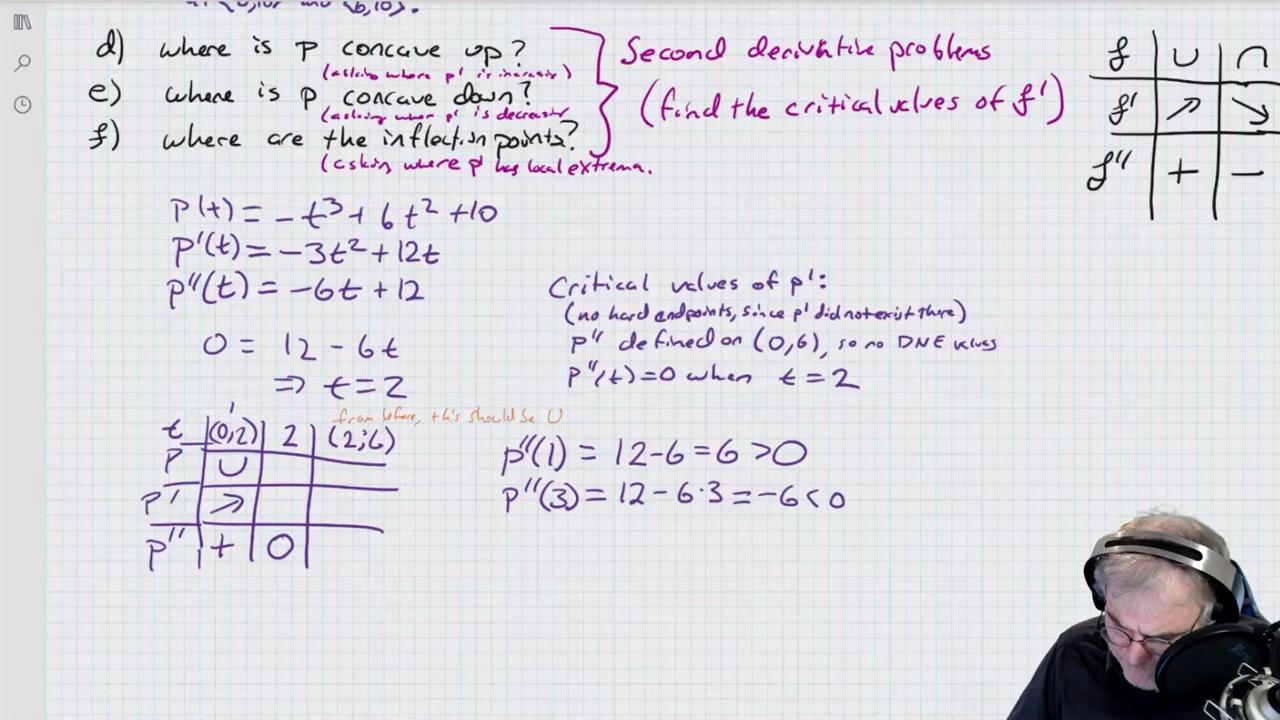 d) where is p concave up?
(asking where p' is increasing)
e) where is p concave down?
(asking where p' is decreasing
f) where are the inflection points?
(asking where p' has local extrema.
Second derivative problems
(find the critical values of f')
f ∪ ∩
f' ↗ ↘
f'' + −
p(t) = -t³ + 6t² + 10
p'(t) = -3t² + 12t
p''(t) = -6t + 12
0 = 12 - 6t
⇒ t = 2
Critical values of p':
(no hard endpoints, since p' did not exist there)
p'' defined on (0,6), so no DNE values
p''(t) = 0 when t = 2
from before, this should be ∪
t (0,2) 2 (2,6)
p ∪
p' ↗
p'' + 0
p''(1) = 12 - 6 = 6 > 0
p''(3) = 12 - 6·3 = -6 < 0